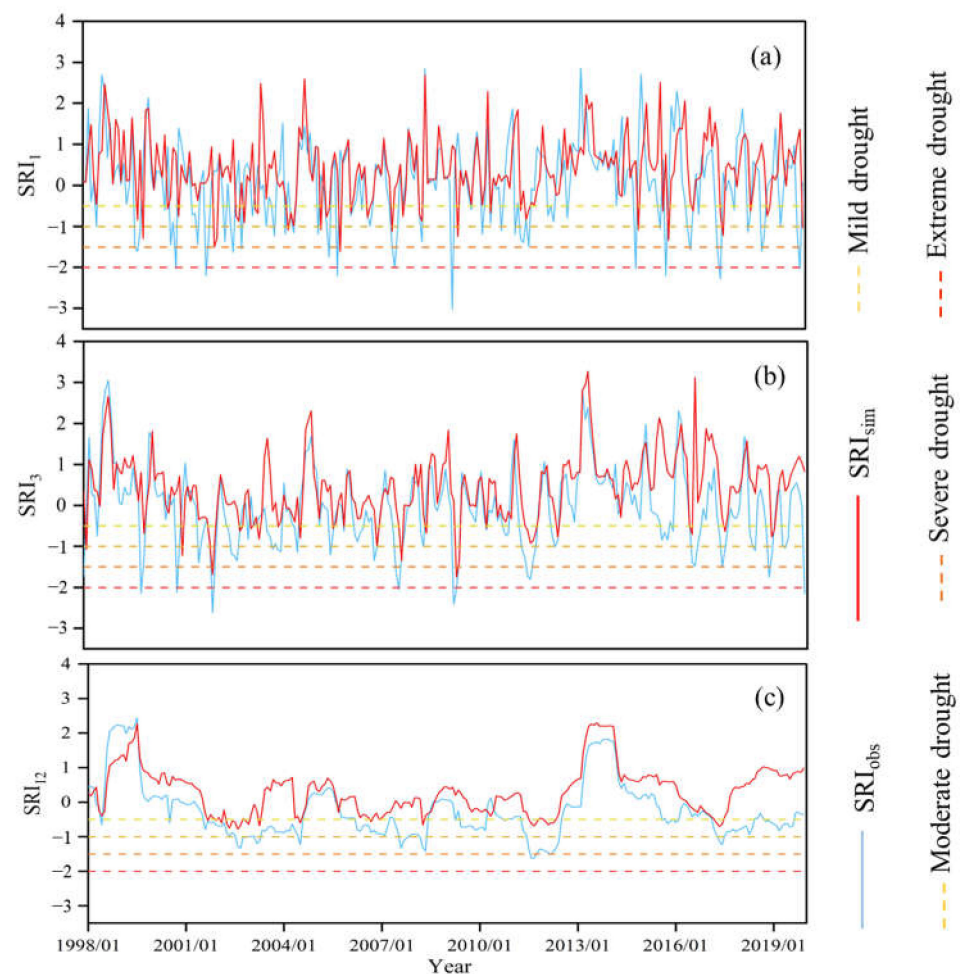 (a)
4
3
2
1
0
−1
−2
−3
SRI1
(b)
4
3
2
1
0
−1
−2
−3
SRI3
(c)
4
3
2
1
0
−1
−2
−3
SRI12
1998/01 2001/01 2004/01 2007/01 2010/01 2013/01 2016/01 2019/01
Year
Mild drought
Extreme drought
SRIsim
Severe drought
SRIobs
Moderate drought